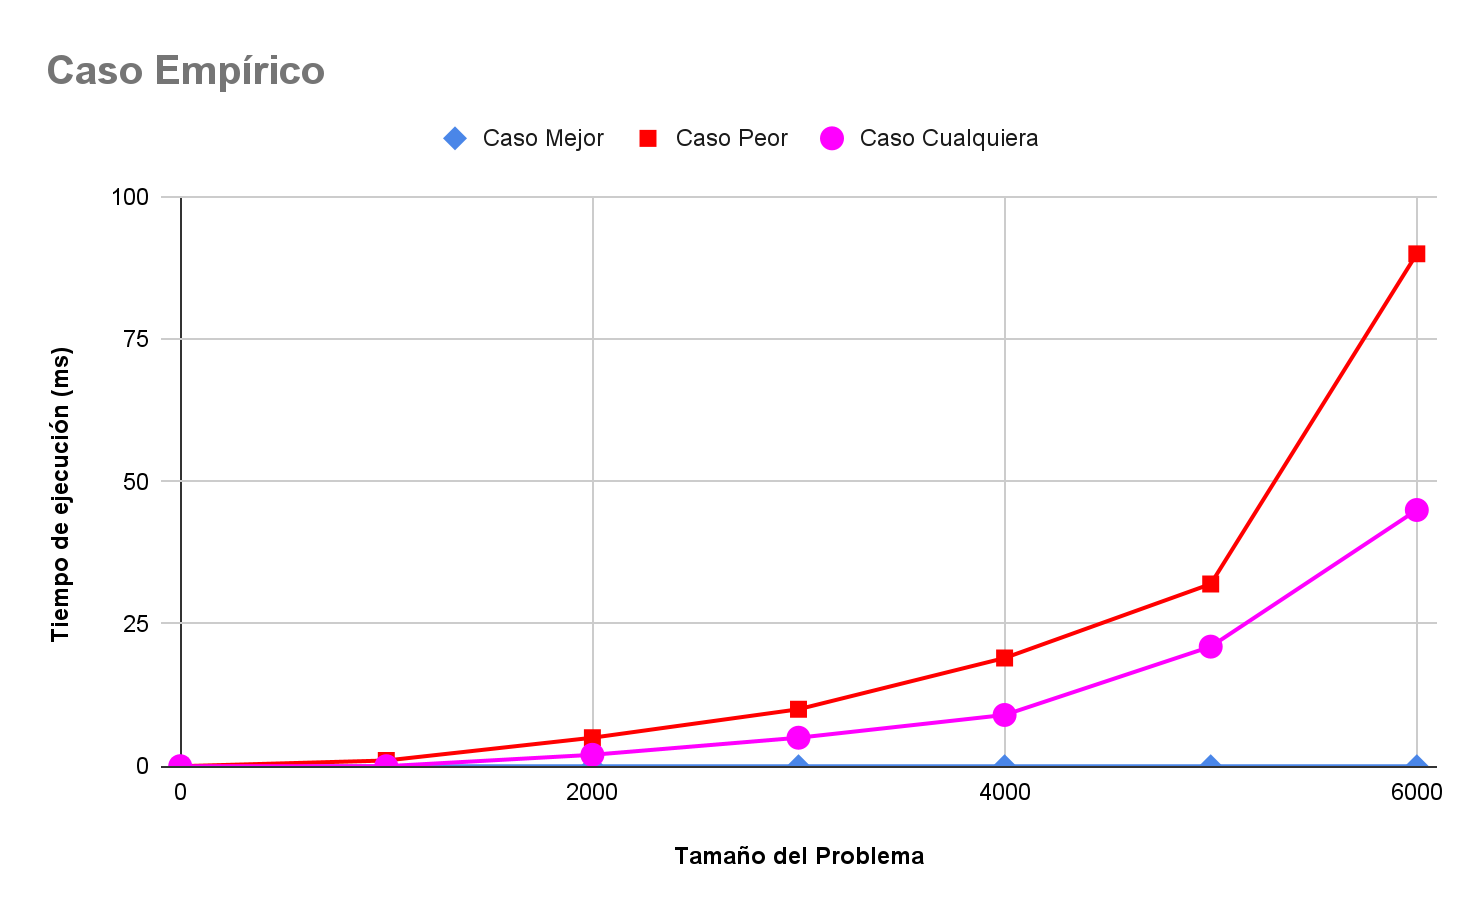 Caso Empírico
Caso Mejor Caso Peor Caso Cualquiera
100
75
50
25
0
Tiempo de ejecución (ms)
0 2000 4000 6000
Tamaño del Problema